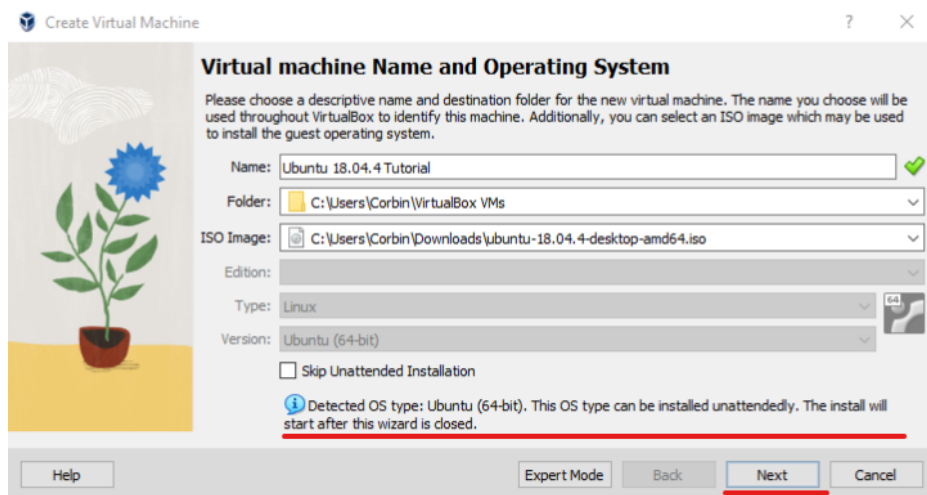 Create Virtual Machine
?
Virtual machine Name and Operating System
Please choose a descriptive name and destination folder for the new virtual machine. The name you choose will be
used throughout VirtualBox to identify this machine. Additionally, you can select an ISO image which may be used
to install the guest operating system.
Name: Ubuntu 18.04.4 Tutorial
Folder: C:\Users\Corbin\VirtualBox VMs
ISO Image: C:\Users\Corbin\Downloads\ubuntu-18.04.4-desktop-amd64.iso
Edition:
Type: Linux 64
Version: Ubuntu (64-bit)
Skip Unattended Installation
Detected OS type: Ubuntu (64-bit). This OS type can be installed unattendedly. The install will
start after this wizard is closed.
Help Expert Mode Back Next Cancel